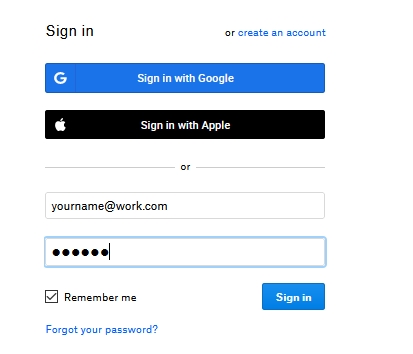 Sign in
or create an account
G Sign in with Google
Sign in with Apple
or
yourname@work.com
●●●●●●
Remember me
Sign in
Forgot your password?